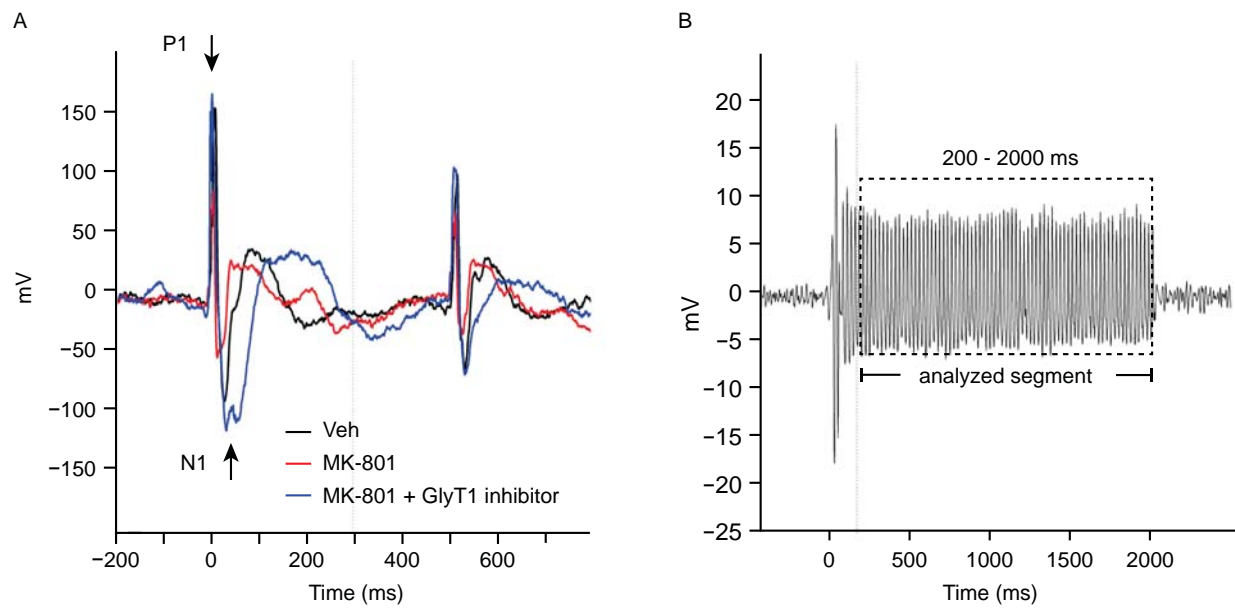 A
P1
150
100
50
0
−50
−100
−150
mV
N1
Veh
MK-801
MK-801 + GlyT1 inhibitor
−200
0
200
400
600
Time (ms)
B
20
15
10
5
0
−5
−10
−15
−20
−25
mV
200 - 2000 ms
analyzed segment
0
500
1000
1500
2000
Time (ms)